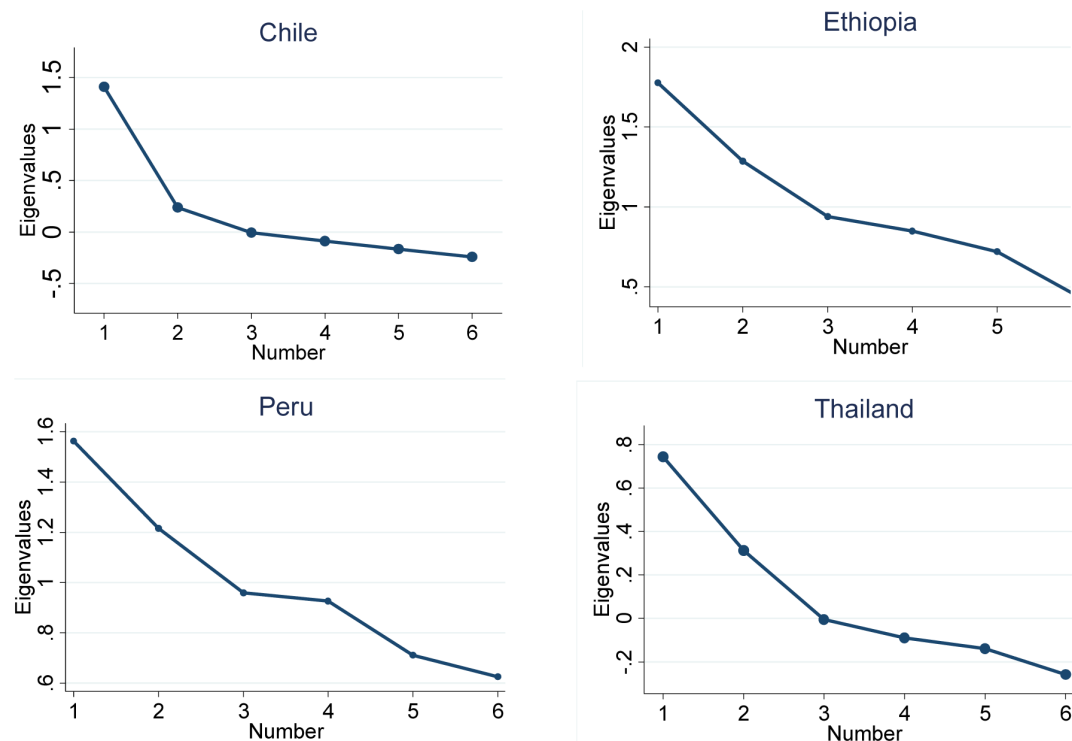 Chile
Eigenvalues
1.5
1
.5
0
-.5
1 2 3 4 5 6
Number
Ethiopia
Eigenvalues
2
1.5
1
.5
1 2 3 4 5
Number
Peru
Eigenvalues
1.6
1.4
1.2
1
.8
.6
1 2 3 4 5 6
Number
Thailand
Eigenvalues
.8
.6
.4
.2
0
-.2
1 2 3 4 5 6
Number